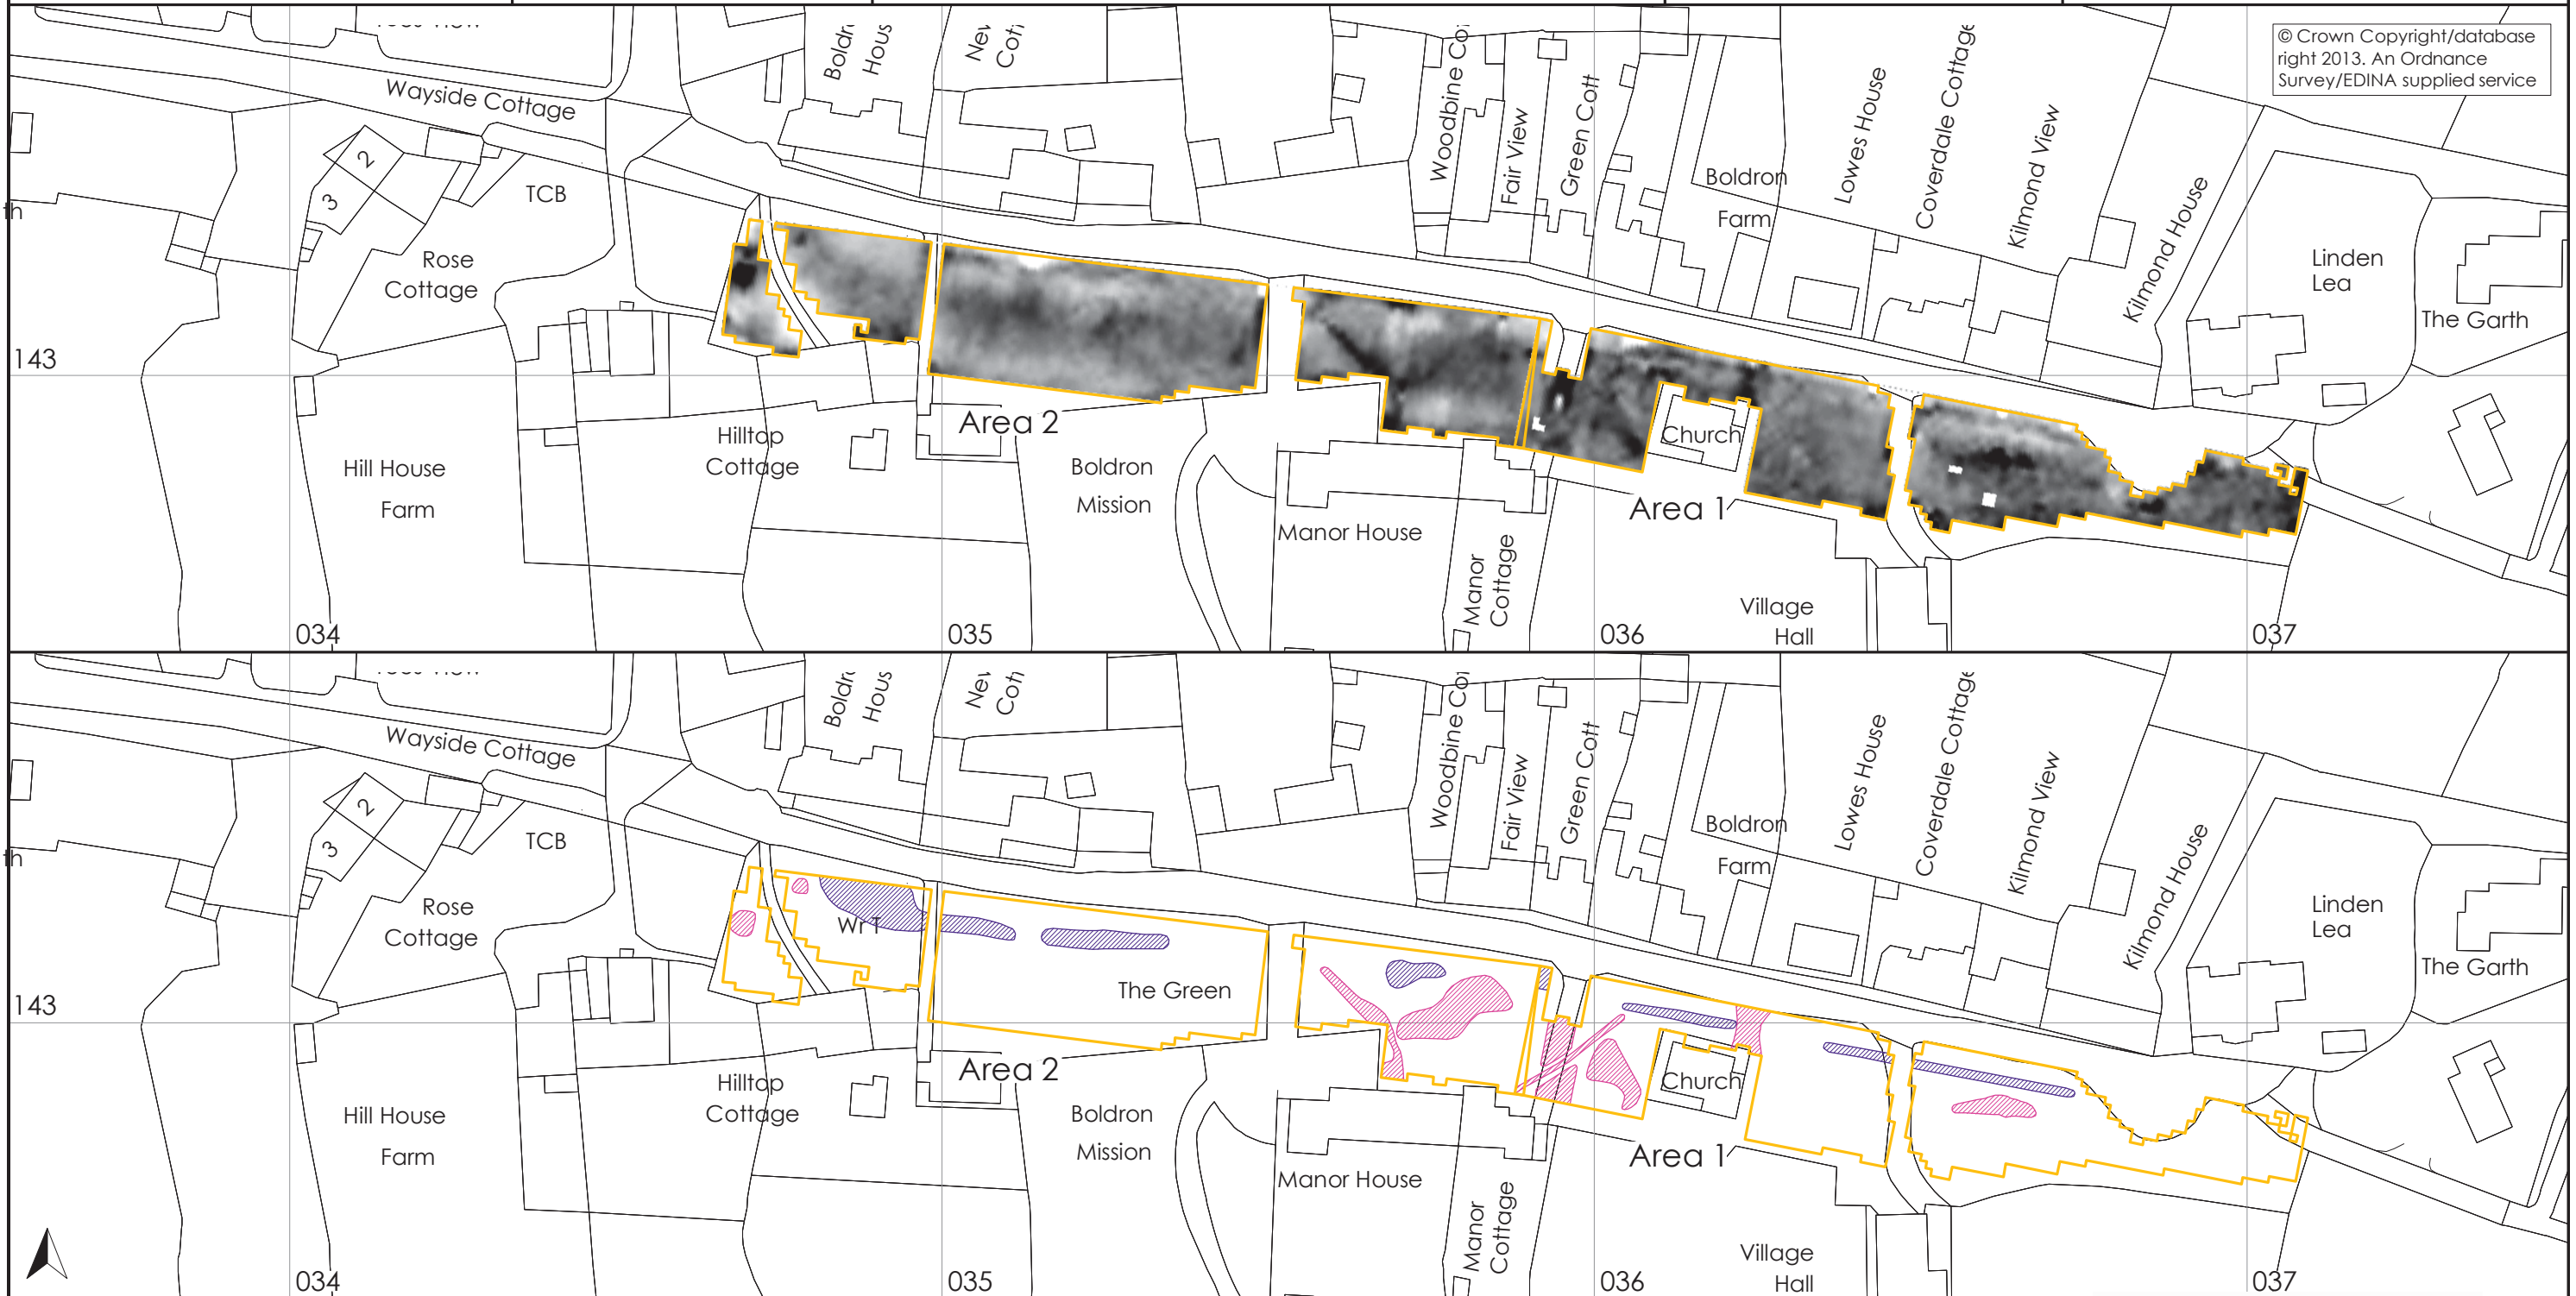 © Crown Copyright/database
right 2013. An Ordnance
Survey/EDINA supplied service
Wayside Cottage
2
3
TCB
Rose
Cottage
Hill House
Farm
Hilltop
Cottage
Area 2
Boldron
Mission
Manor House
Manor
Cottage
Woodbine
Fair View
Green Cott
Boldron
Farm
Lowes House
Coverdale Cottage
Kilmond View
Kilmond House
Linden
Lea
The Garth
Church
Area 1
Village
Hall
th
143
034
035
036
037
Wayside Cottage
2
3
TCB
Rose
Cottage
Hill House
Farm
Hilltop
Cottage
Wr T
The Green
Area 2
Boldron
Mission
Manor House
Manor
Cottage
Woodbine
Fair View
Green Cott
Boldron
Farm
Lowes House
Coverdale Cottage
Kilmond View
Kilmond House
Linden
Lea
The Garth
Church
Area 1
Village
Hall
th
143
034
035
036
037